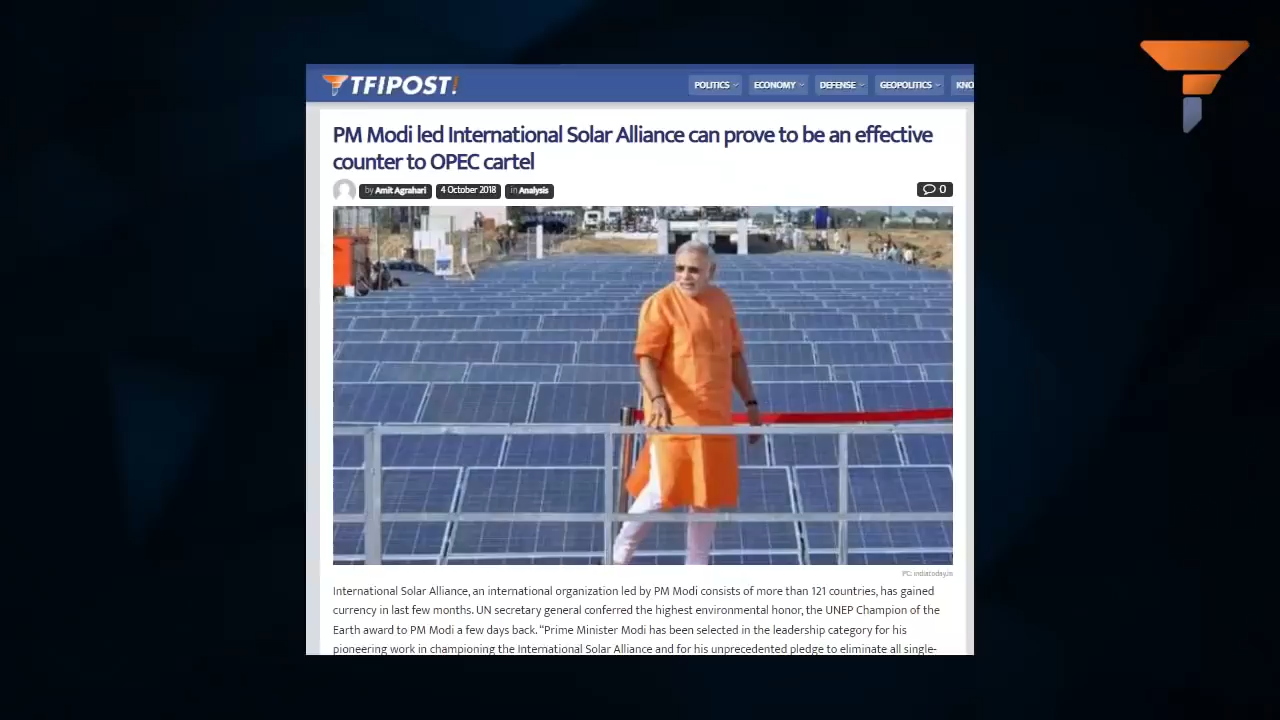 TFIPOST!
POLITICS
ECONOMY
DEFENSE
GEOPOLITICS
KNO
PM Modi led International Solar Alliance can prove to be an effective
counter to OPEC cartel
by Amit Agrahari
4 October 2018
in Analysis
0
PC: indiatoday.in
International Solar Alliance, an international organization led by PM Modi consists of more than 121 countries, has gained
currency in last few months. UN secretary general conferred the highest environmental honor, the UNEP Champion of the
Earth award to PM Modi a few days back. “Prime Minister Modi has been selected in the leadership category for his
pioneering work in championing the International Solar Alliance and for his unprecedented pledge to eliminate all single-